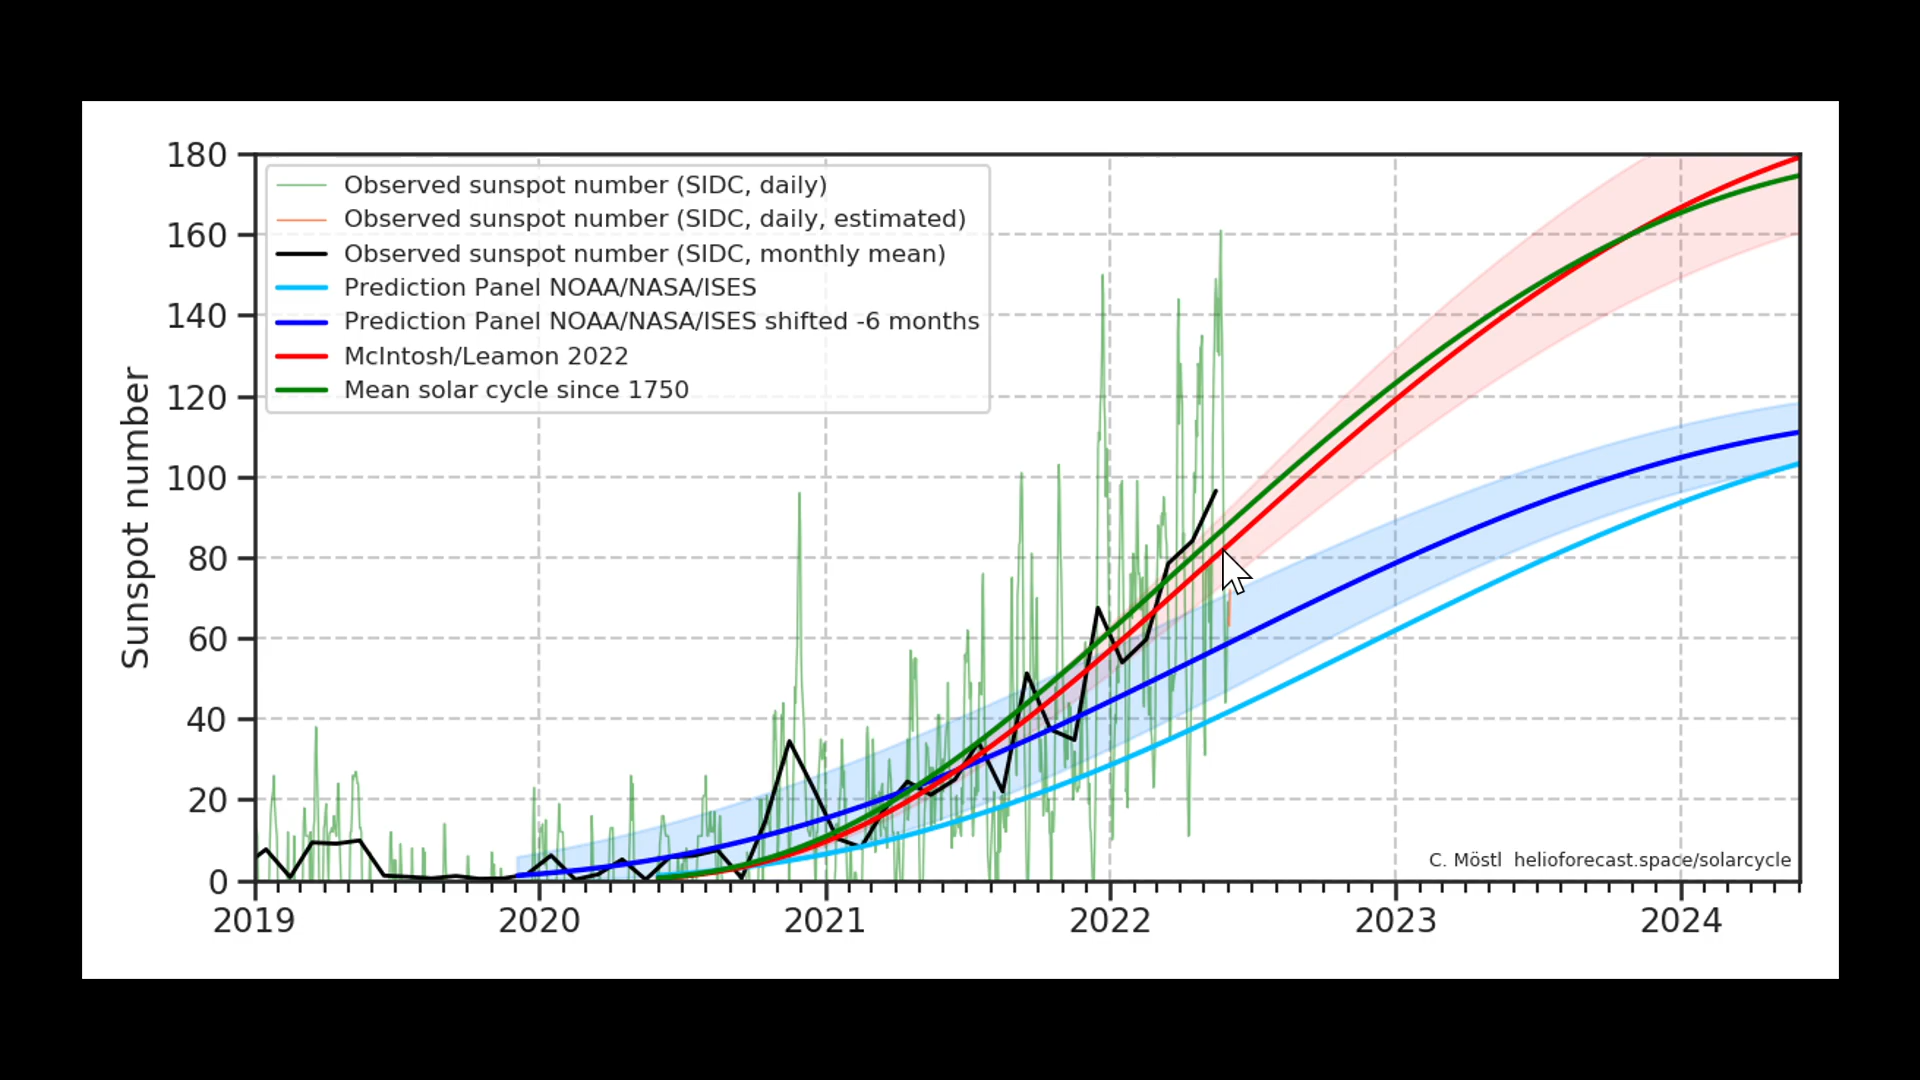 180
160
140
120
100
80
60
40
20
0
Sunspot number
Observed sunspot number (SIDC, daily)
Observed sunspot number (SIDC, daily, estimated)
Observed sunspot number (SIDC, monthly mean)
Prediction Panel NOAA/NASA/ISES
Prediction Panel NOAA/NASA/ISES shifted -6 months
McIntosh/Leamon 2022
Mean solar cycle since 1750
C. Möstl helioforecast.space/solarcycle
2019 2020 2021 2022 2023 2024